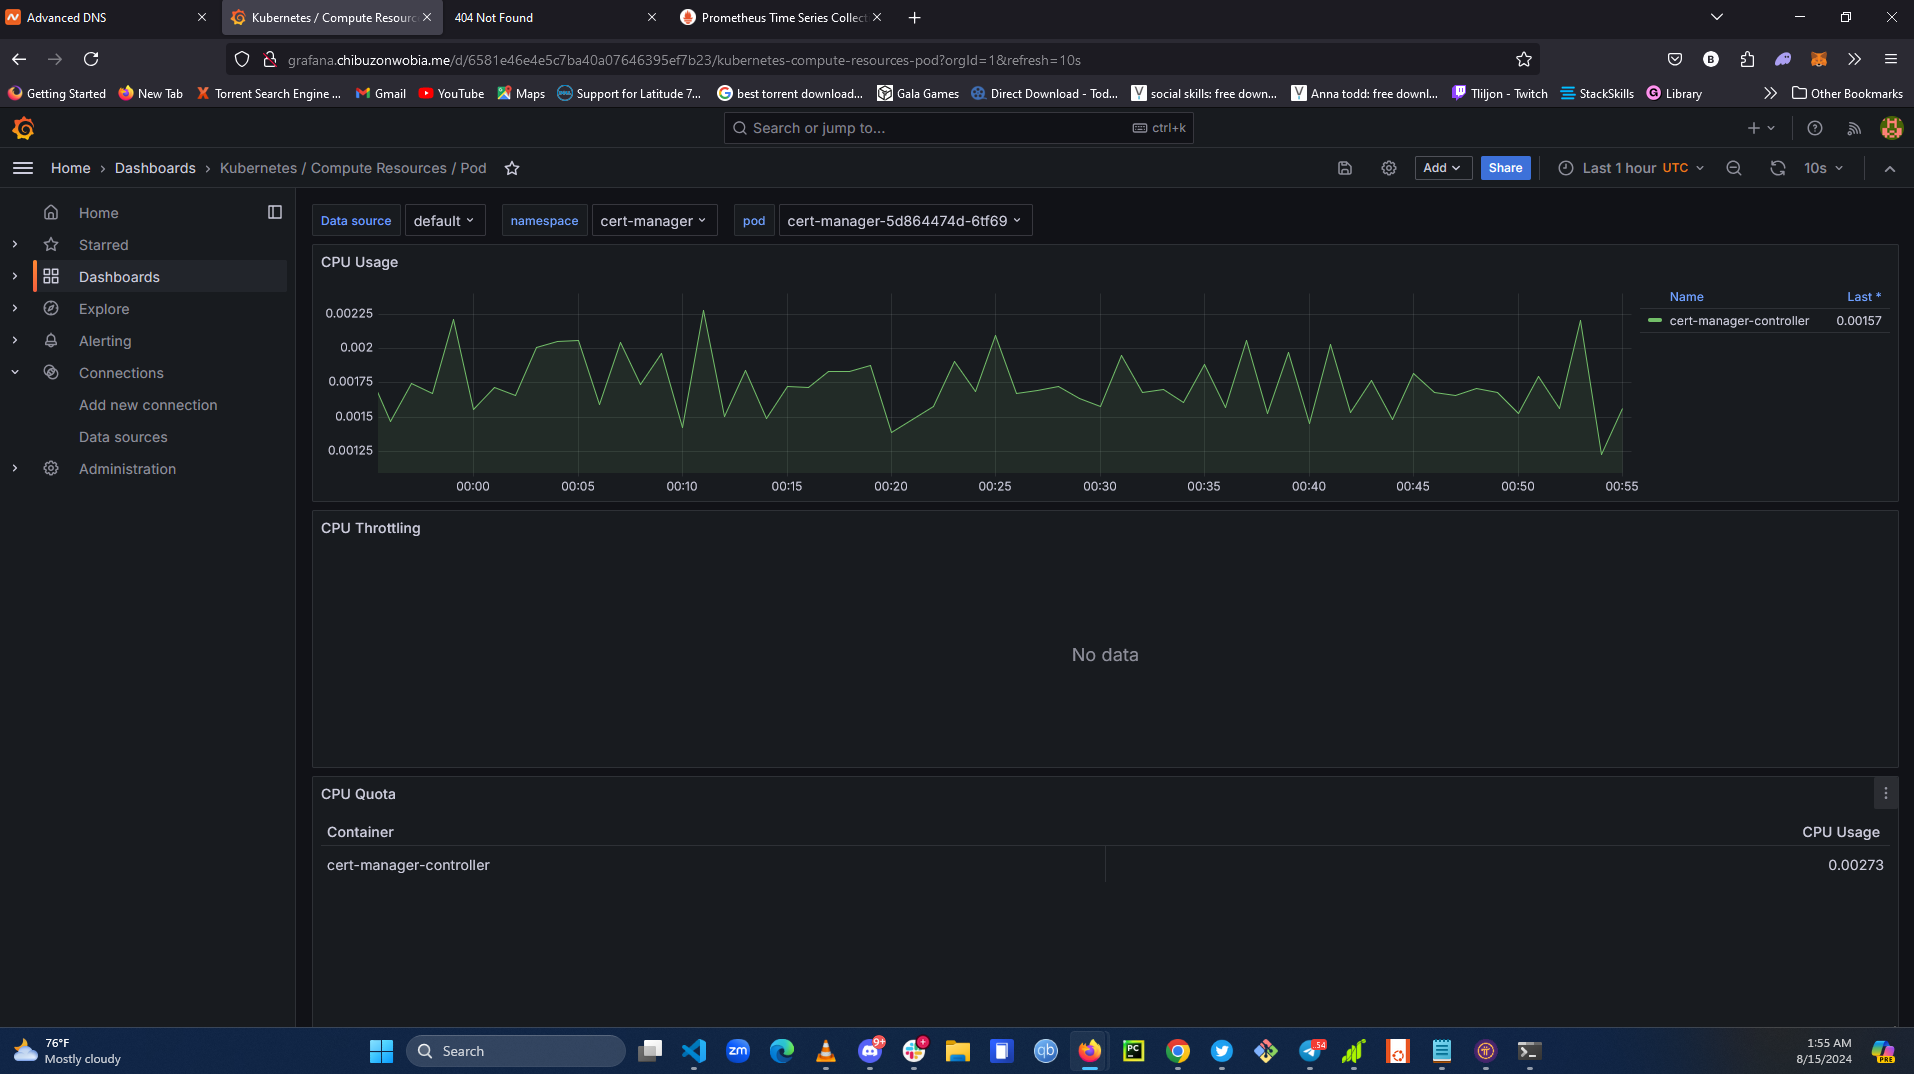 Advanced DNS
Kubernetes / Compute Resourc
404 Not Found
Prometheus Time Series Collect
grafana.chibuzonwobia.me/d/6581e46e4e5c7ba40a07646395ef7b23/kubernetes-compute-resources-pod?orgId=1&refresh=10s
Getting Started
New Tab
Torrent Search Engine ...
Gmail
YouTube
Maps
Support for Latitude 7...
best torrent download...
Gala Games
Direct Download - Tod...
social skills: free down...
Anna todd: free downl...
Tliljon - Twitch
StackSkills
Library
Other Bookmarks
Search or jump to...
ctrl+k
Home › Dashboards › Kubernetes / Compute Resources / Pod
Add
Share
Last 1 hour UTC
10s
Home
Starred
Dashboards
Explore
Alerting
Connections
Add new connection
Data sources
Administration
Data source
default
namespace
cert-manager
pod
cert-manager-5d864474d-6tf69
CPU Usage
0.00225
0.002
0.00175
0.0015
0.00125
00:00
00:05
00:10
00:15
00:20
00:25
00:30
00:35
00:40
00:45
00:50
00:55
Name
Last *
cert-manager-controller
0.00157
CPU Throttling
No data
CPU Quota
Container
CPU Usage
cert-manager-controller
0.00273
76°F
Mostly cloudy
Search
zm
9+
qb
PC
54
1:55 AM
8/15/2024
PRE